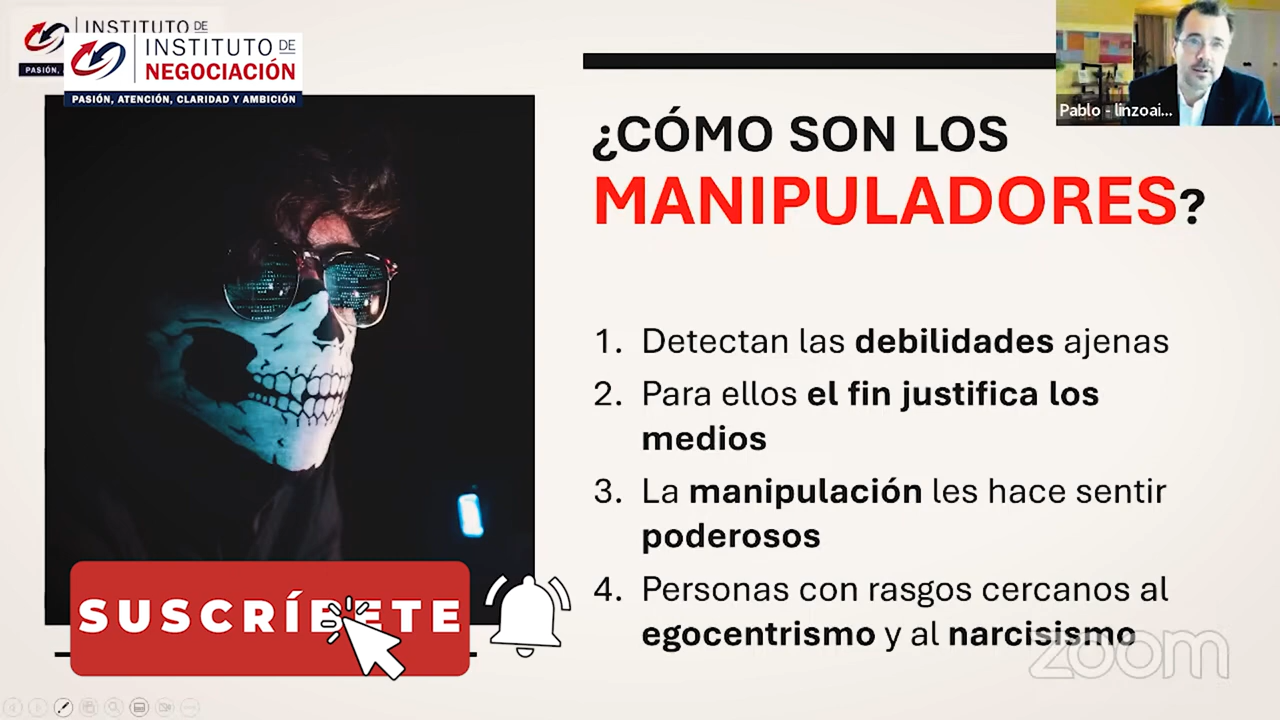 INSTITUTO DE
PASIÓN,
INSTITUTO DE
NEGOCIACIÓN
PASIÓN, ATENCIÓN, CLARIDAD Y AMBICIÓN
Pablo - linzoai...
¿CÓMO SON LOS
MANIPULADORES?
1. Detectan las debilidades ajenas
2. Para ellos el fin justifica los
medios
3. La manipulación les hace sentir
poderosos
4. Personas con rasgos cercanos al
egocentrismo y al narcisismo
SUSCRÍBETE
zoom